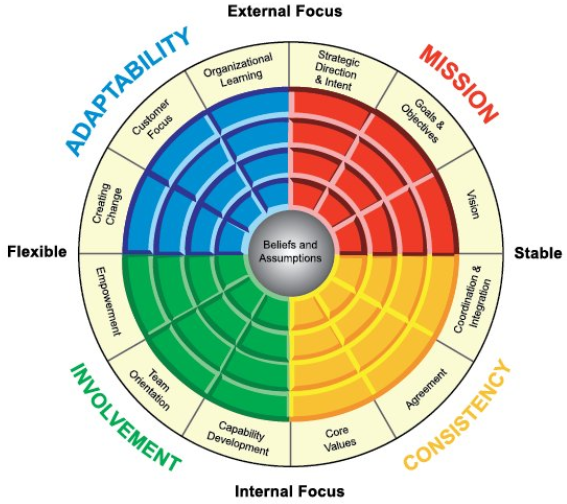 External Focus
ADAPTABILITY
MISSION
Organizational
Learning
Strategic
Direction
& Intent
Customer
Focus
Goals &
Objectives
Creating
Change
Vision
Flexible
Beliefs and
Assumptions
Stable
Empowerment
Coordination &
Integration
Team
Orientation
Agreement
Capability
Development
Core
Values
INVOLVEMENT
CONSISTENCY
Internal Focus